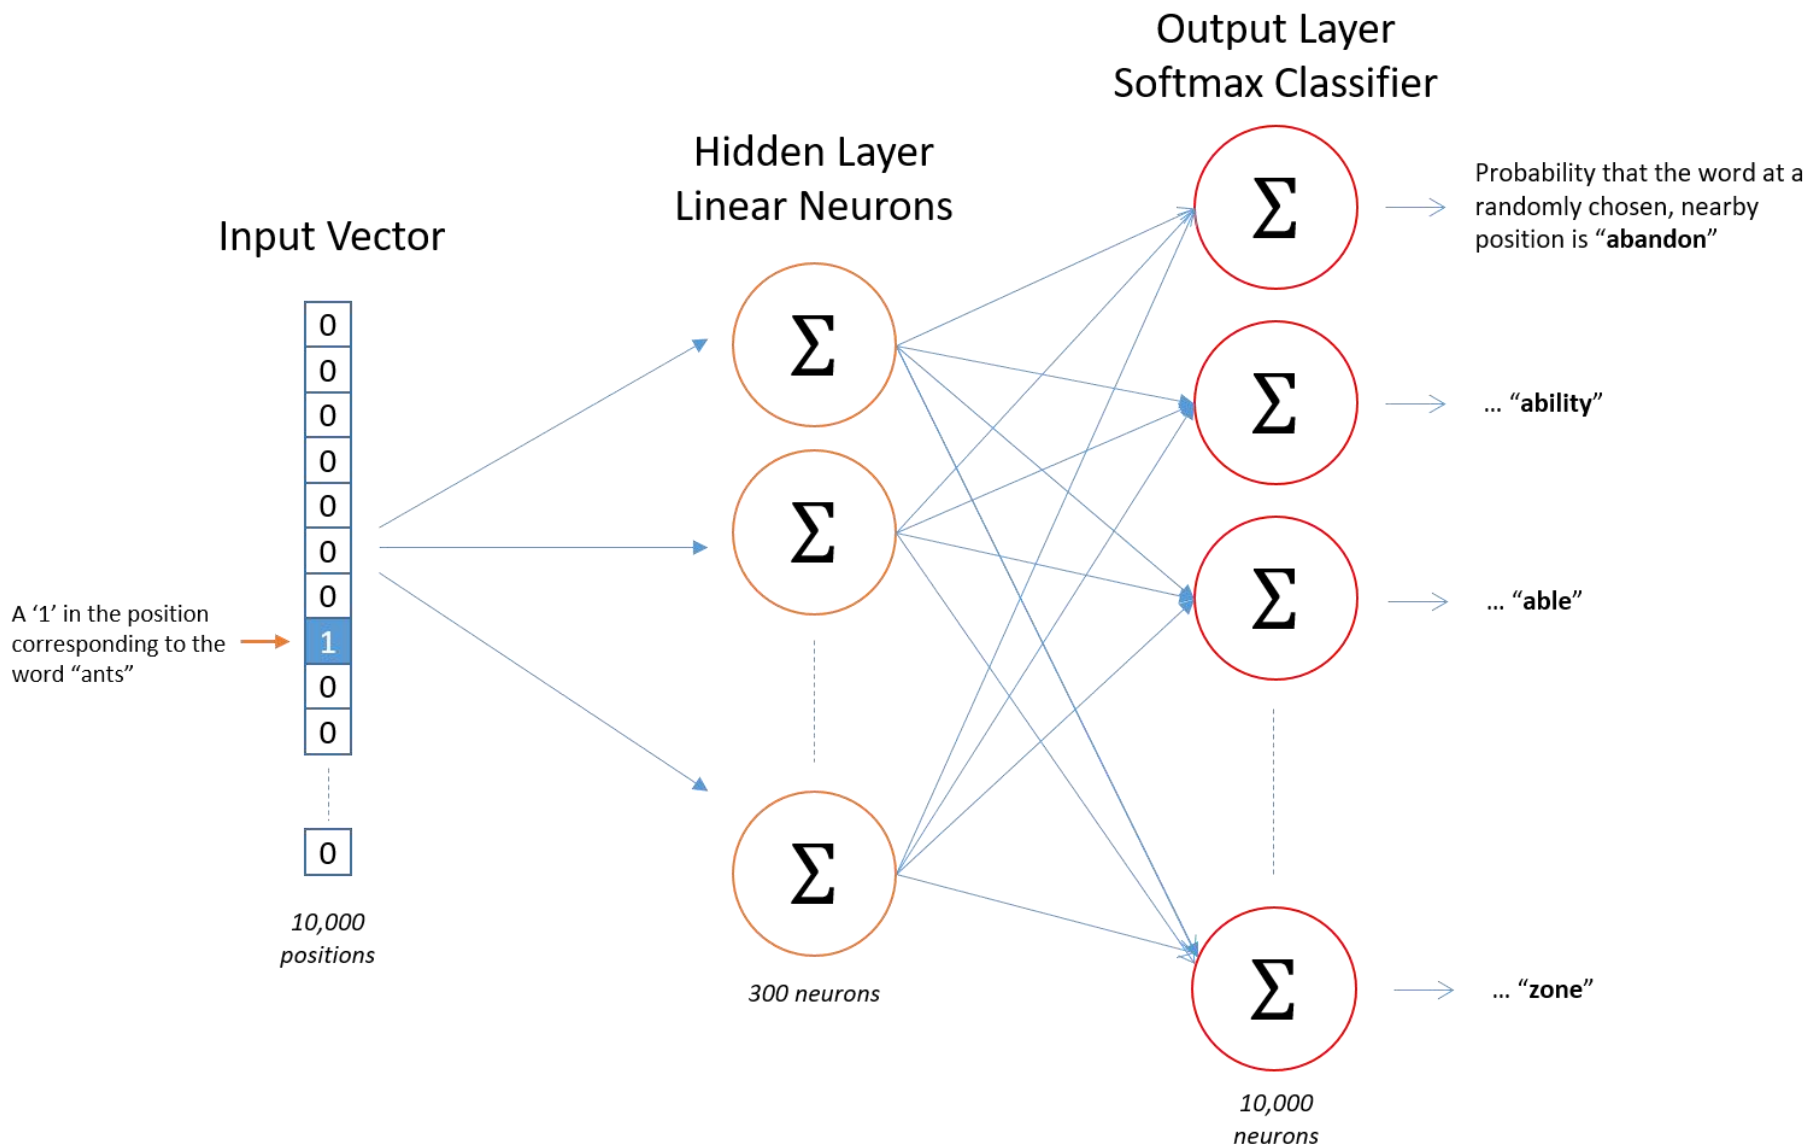 Output Layer
Softmax Classifier
Hidden Layer
Linear Neurons
Input Vector
0
0
0
0
0
0
0
1
0
0
0
A ‘1’ in the position
corresponding to the
word “ants”
10,000
positions
Σ
Σ
Σ
300 neurons
Σ
Σ
Σ
Σ
10,000
neurons
Probability that the word at a
randomly chosen, nearby
position is “abandon”
... “ability”
... “able”
... “zone”